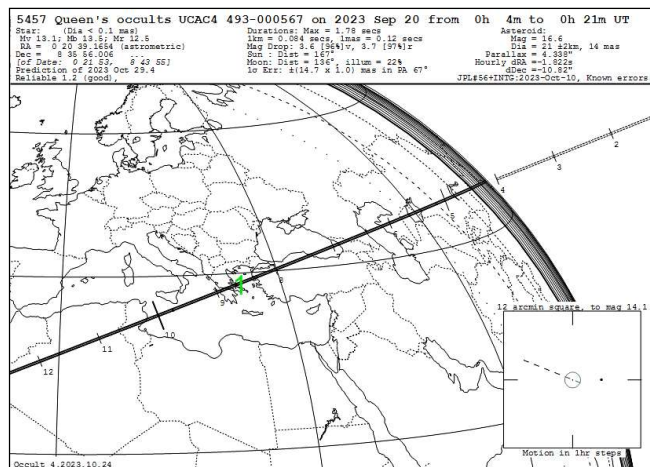 5457 Queen's occults UCAC4 493-000567 on 2023 Sep 20 from 0h 4m to 0h 21m UT
Star: (Dia < 0.1 mas)
Mv 13.1; Mb 13.5; Mr 12.5
RA = 0 20 39.1654 (astrometric)
Dec = 8 35 56.006 ...
[of Date: 0 21 53, 8 43 55]
Prediction of 2023 Oct 29.4
Reliable 1.2 (good),
Durations: Max = 1.78 secs
1km = 0.084 secs, 1mas = 0.12 secs
Mag Drop: 3.6 [96%]v, 3.7 [97%]r
Sun : Dist = 167°
Moon: Dist = 136°, illum = 22%
1σ Err: ±(14.7 x 1.0) mas in PA 67°
Asteroid:
Mag = 16.6
Dia = 21 ±2km, 14 mas
Parallax = 4.338"
Hourly dRA =-1.822s
dDec =-10.82"
JPL#56+INTG:2023-Oct-10, Known errors
2
3
4
5
7
8
1
9
10
11
12
12 arcmin square, to mag 14.1
Motion in 1hr steps
Occult 4.2023.10.24